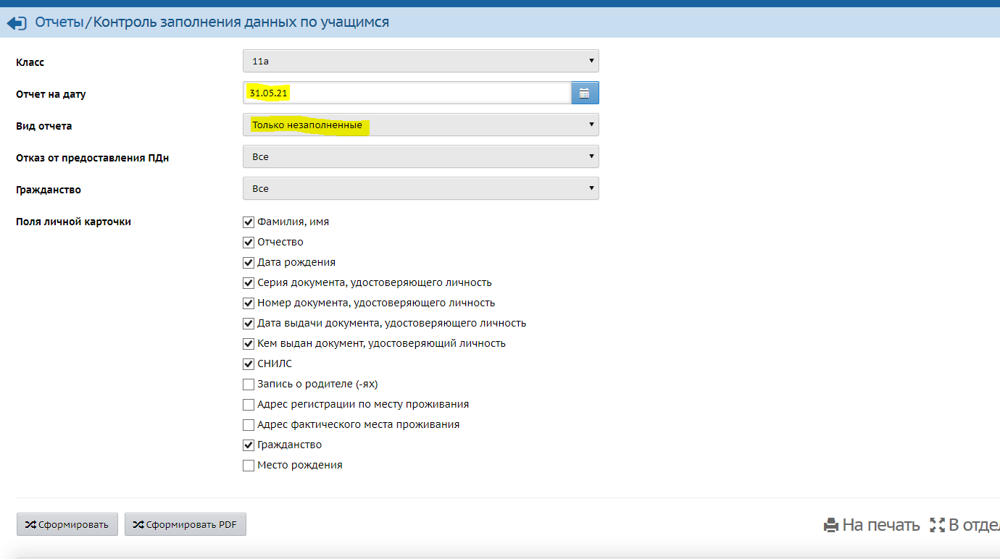 Отчеты/Контроль заполнения данных по учащимся
Класс 11а
Отчет на дату 31.05.21
Вид отчета Только незаполненные
Отказ от предоставления ПДн Все
Гражданство Все
Поля личной карточки Фамилия, имя
Отчество
Дата рождения
Серия документа, удостоверяющего личность
Номер документа, удостоверяющего личность
Дата выдачи документа, удостоверяющего личность
Кем выдан документ, удостоверяющий личность
СНИЛС
Запись о родителе (-ях)
Адрес регистрации по месту проживания
Адрес фактического места проживания
Гражданство
Место рождения
Сформировать Сформировать PDF На печать В отдел